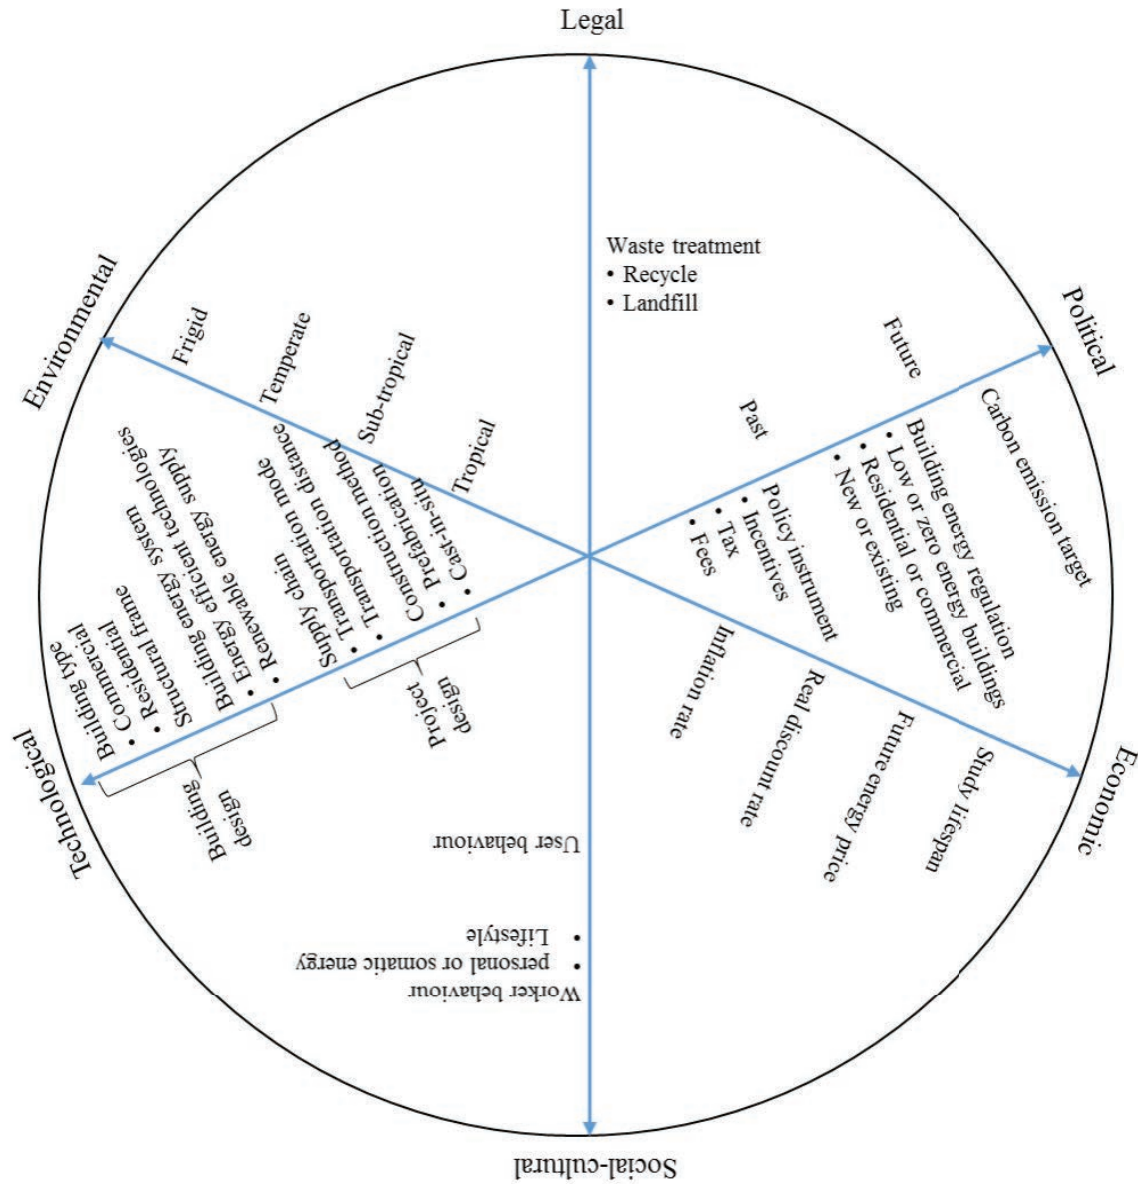 Legal
Waste treatment
• Recycle
• Landfill
Political
Future
Past
Carbon emission target
Building energy regulation
• Low or zero energy buildings
• Residential or commercial
• New or existing
Policy instrument
• Incentives
• Tax
• Fees
Economic
Inflation rate
Real discount rate
Future energy price
Study lifespan
Social-cultural
User behaviour
Worker behaviour
• personal or somatic energy
• Lifestyle
Technological
Building type
• Commercial
• Residential
Structural frame
Building energy system
• Energy efficient technologies
• Renewable energy supply
Supply chain
• Transportation mode
• Transportation distance
Construction method
• Prefabrication
• Cast-in-situ
Building
design
Project
design
Environmental
Frigid
Temperate
Sub-tropical
Tropical